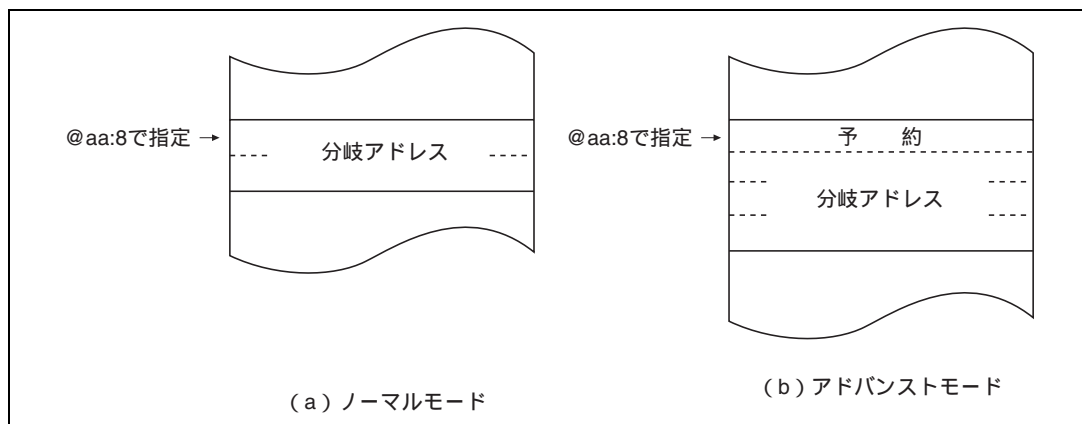 @aa:8で指定 →
分岐アドレス
（a）ノーマルモード
@aa:8で指定 →
予　約
分岐アドレス
（b）アドバンストモード